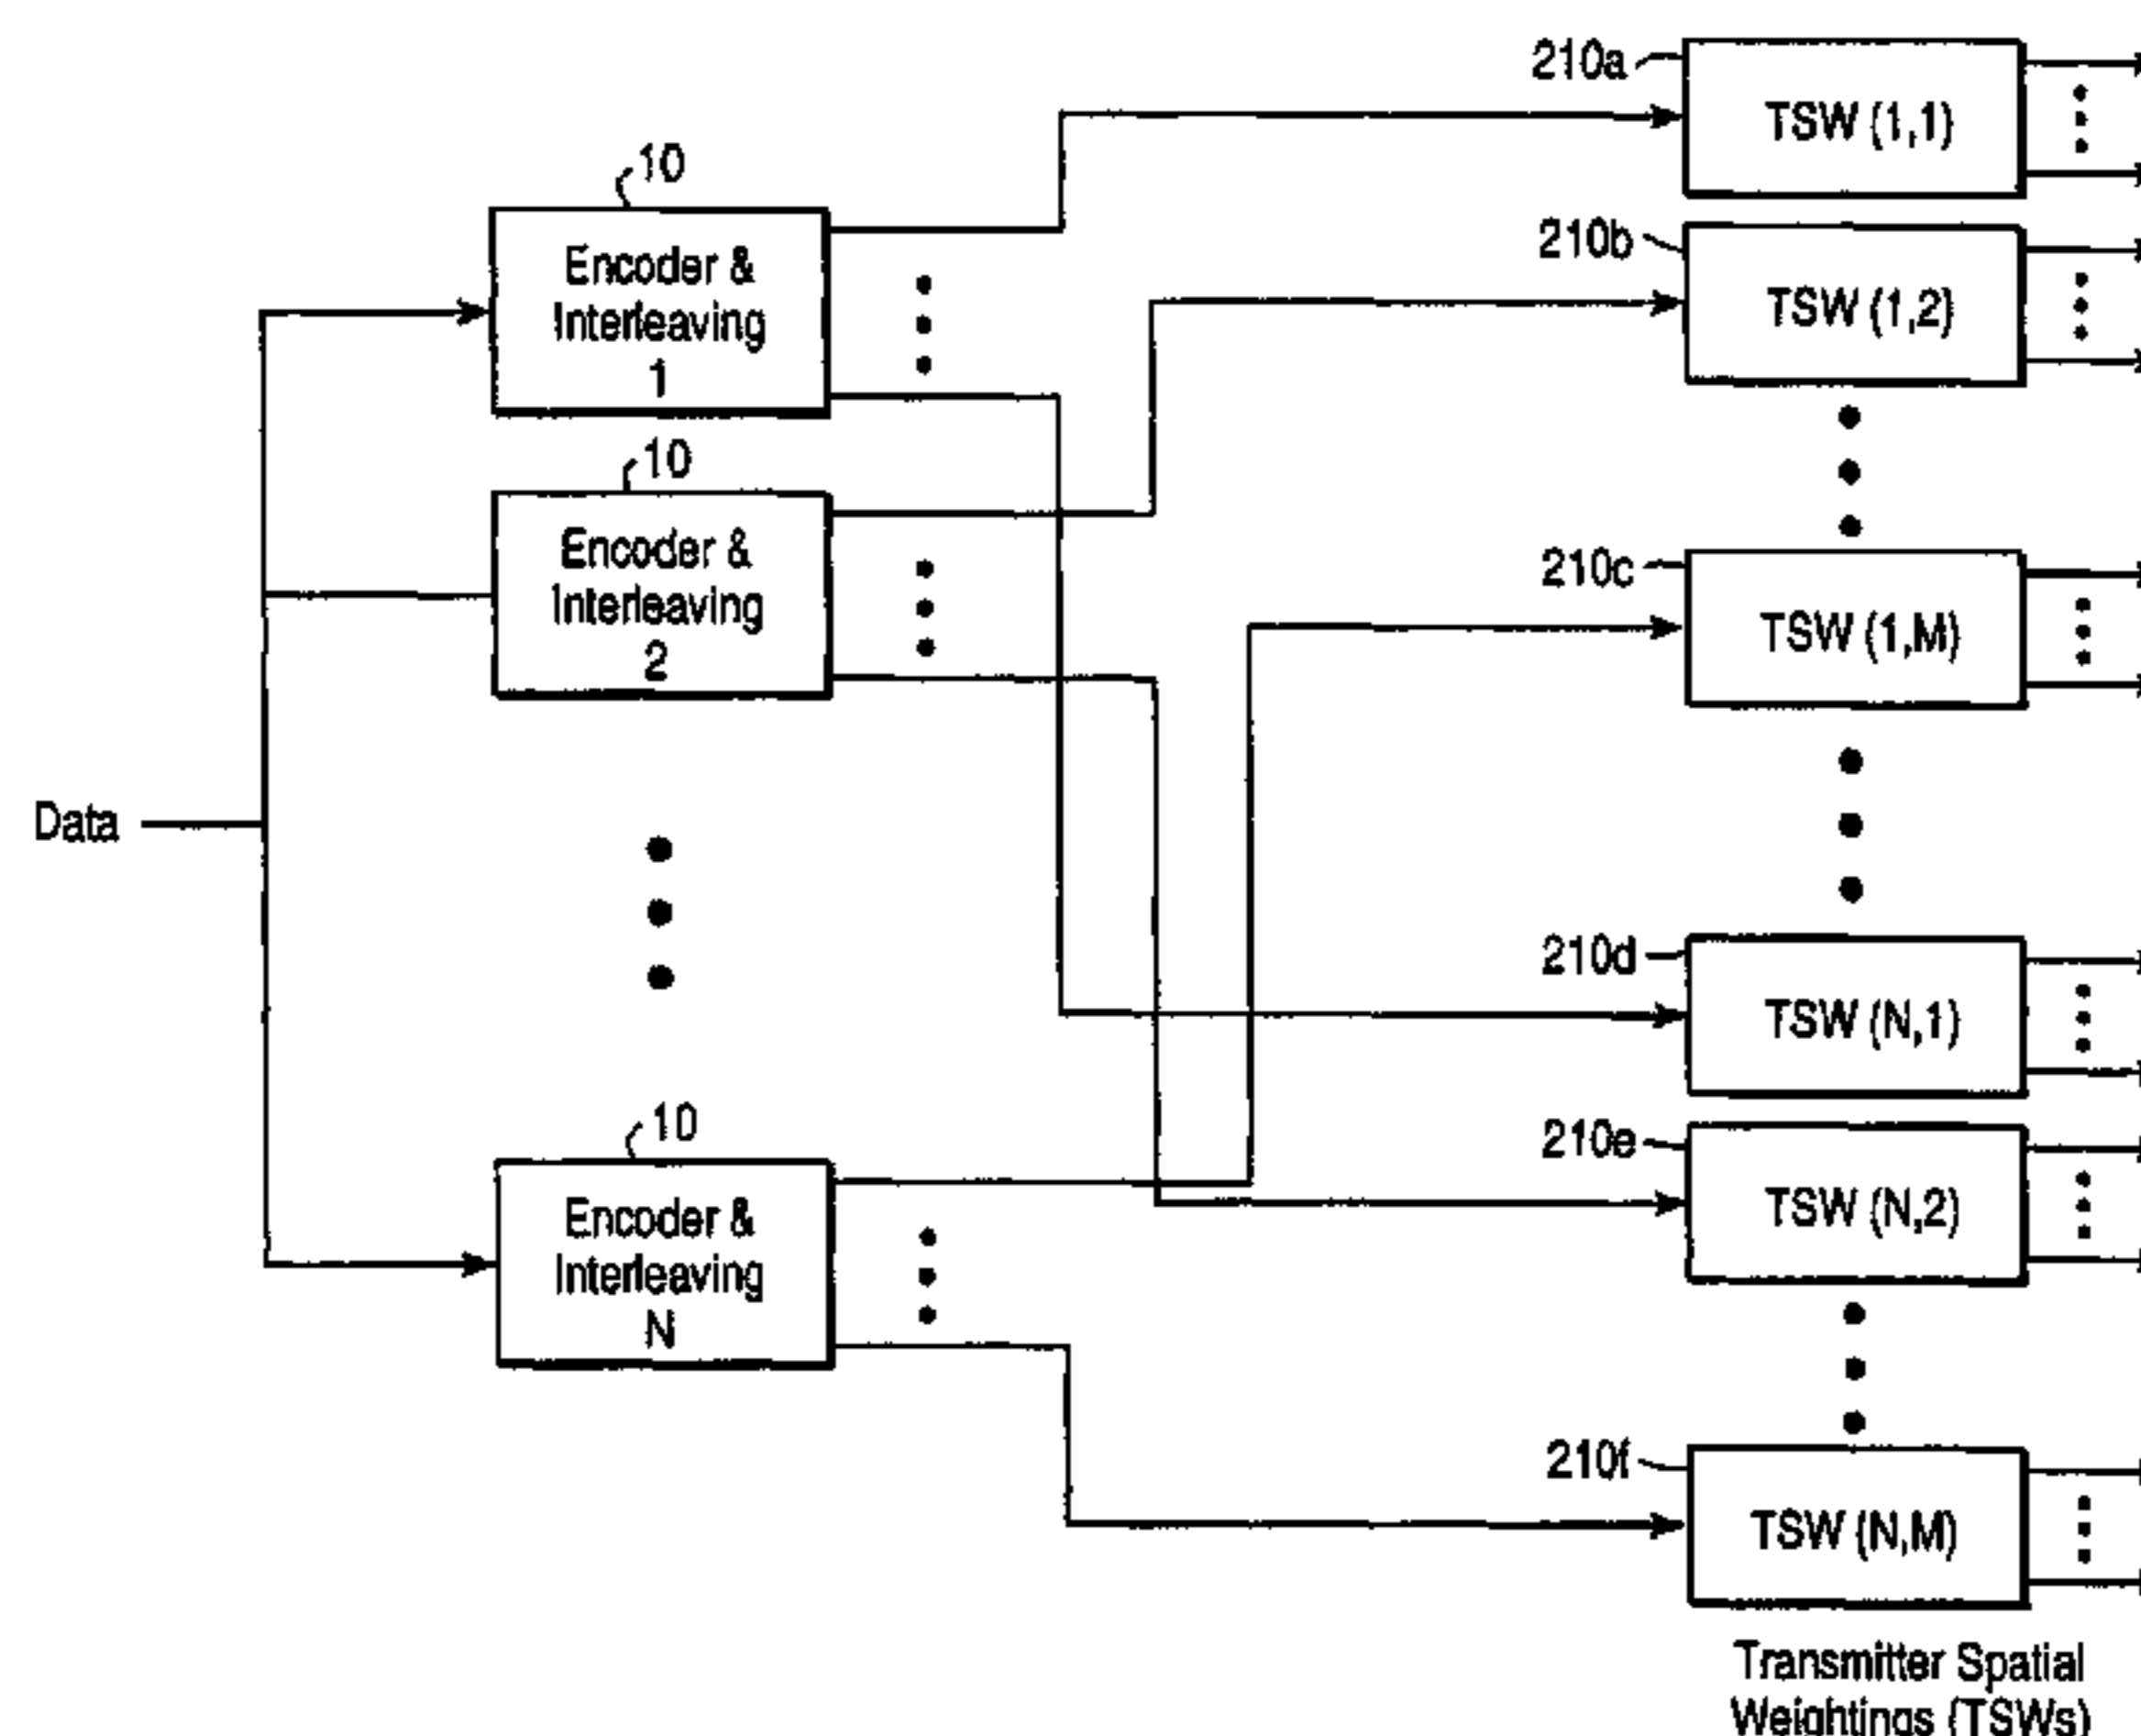 210a
TSW (1,1)
10
Encoder &
Interleaving
1
210b
TSW (1,2)
10
Encoder &
Interleaving
2
210c
TSW (1,M)
Data
210d
TSW (N,1)
10
Encoder &
Interleaving
N
210e
TSW (N,2)
210f
TSW (N,M)
Transmitter Spatial
Weightings (TSWs)